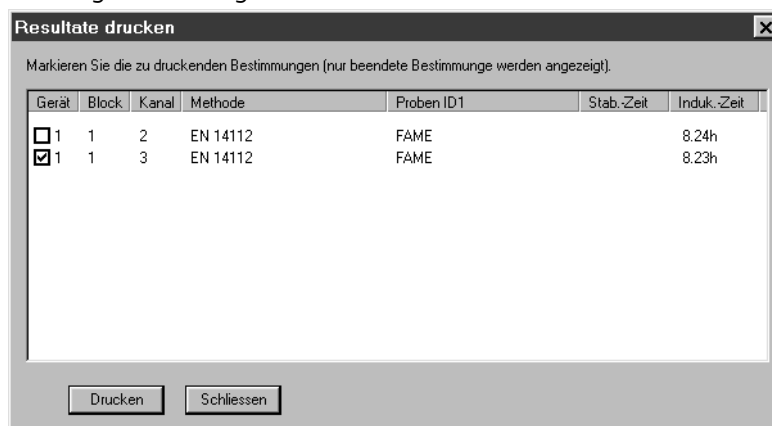 Resultate drucken
Markieren Sie die zu druckenden Bestimmungen (nur beendete Bestimmunge werden angezeigt).
Gerät Block Kanal Methode Proben ID1 Stab.-Zeit Induk.-Zeit
1 1 2 EN 14112 FAME 8.24h
1 1 3 EN 14112 FAME 8.23h
Drucken Schliessen